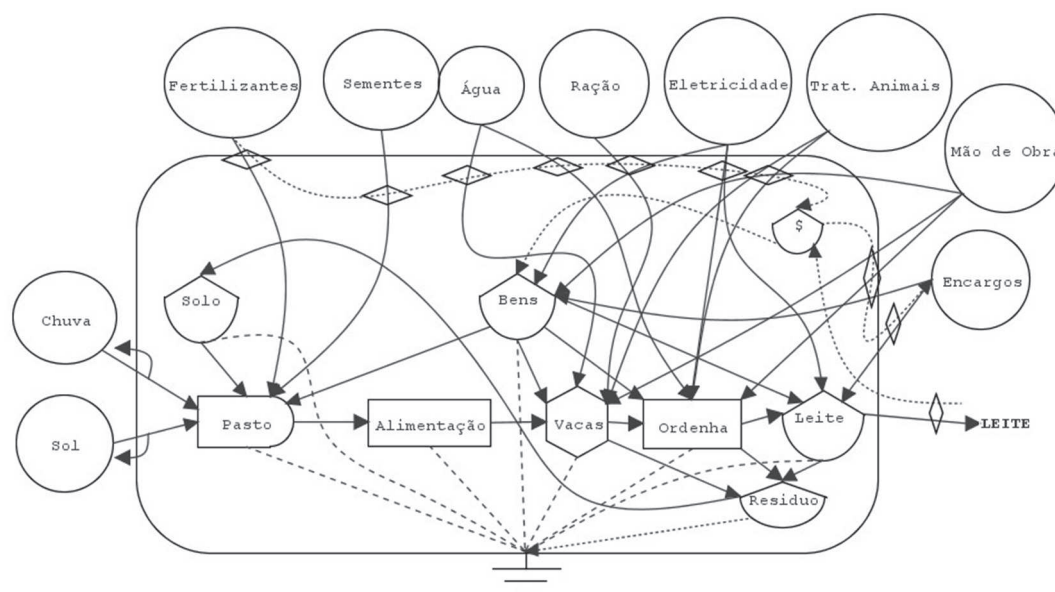 Fertilizantes
Sementes
Água
Ração
Eletricidade
Trat. Animais
Mão de Obra
$
Encargos
Solo
Bens
Chuva
Sol
Pasto
Alimentação
Vacas
Ordenha
Leite
LEITE
Residuo